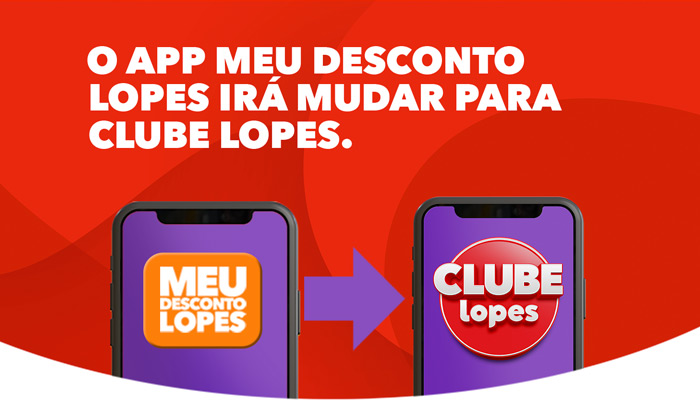 O APP MEU DESCONTO
LOPES IRÁ MUDAR PARA
CLUBE LOPES.
MEU
DESCONTO
LOPES
CLUBE
lopes